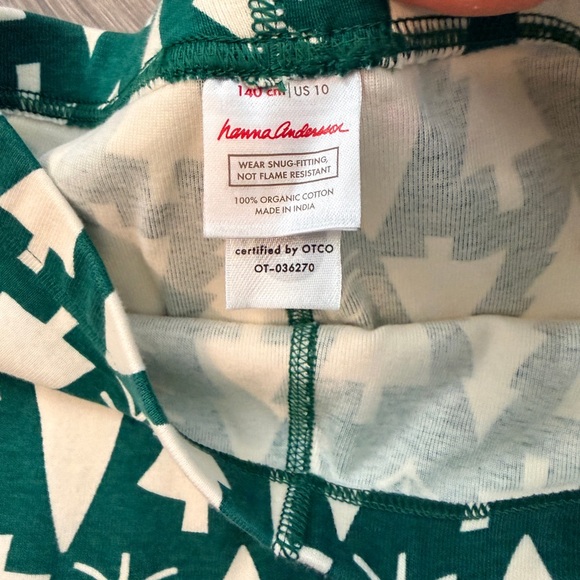 140 cm | US 10
hanna andersson
WEAR SNUG-FITTING,
NOT FLAME RESISTANT
100% ORGANIC COTTON
MADE IN INDIA
certified by OTCO
OT-036270